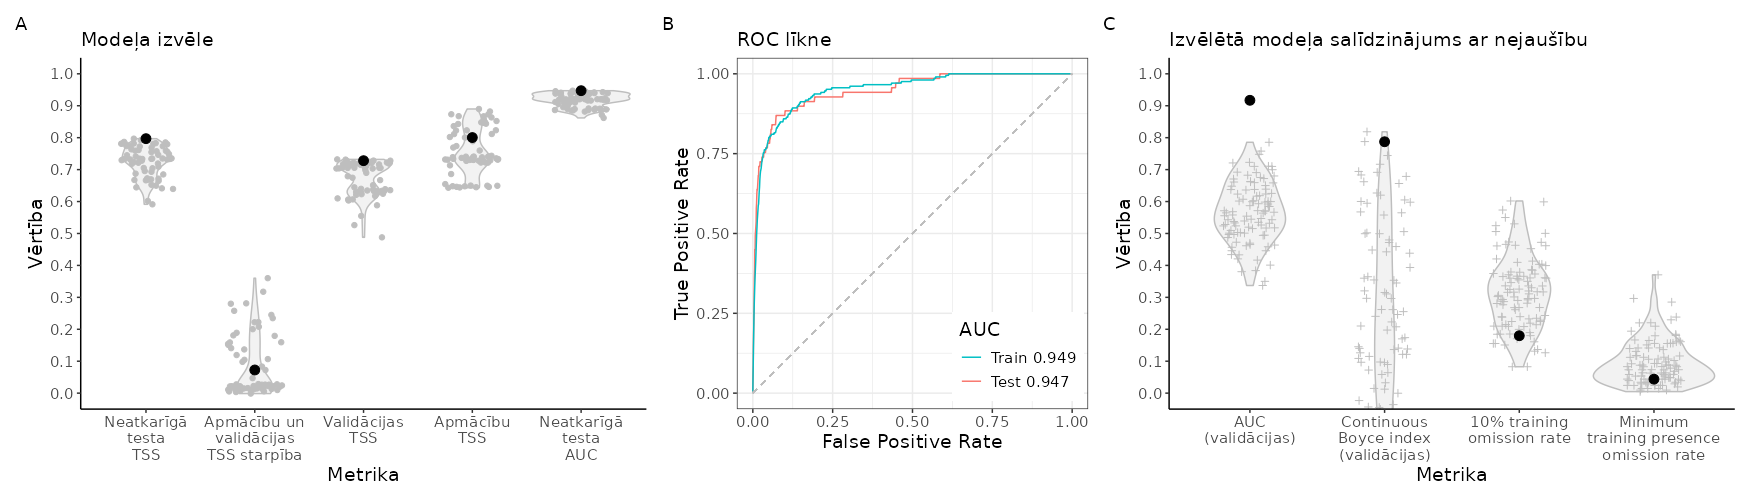 A
Modeļa izvēle
Vērtība
1.0
0.9
0.8
0.7
0.6
0.5
0.4
0.3
0.2
0.1
0.0
Neatkarīgā
testa
TSS
Apmācību un
validācijas
TSS starpība
Validācijas
TSS
Apmācību
TSS
Neatkarīgā
testa
AUC
Metrika
B
ROC līkne
True Positive Rate
1.00
0.75
0.50
0.25
0.00
AUC
Train 0.949
Test 0.947
0.00
0.25
0.50
0.75
1.00
False Positive Rate
C
Izvēlētā modeļa salīdzinājums ar nejaušību
Vērtība
1.0
0.9
0.8
0.7
0.6
0.5
0.4
0.3
0.2
0.1
0.0
AUC
(validācijas)
Continuous
Boyce index
(validācijas)
10% training
omission rate
Minimum
training presence
omission rate
Metrika